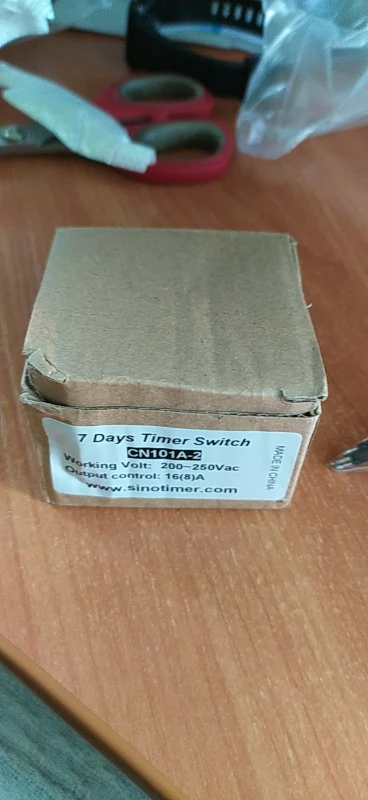 7 Days Timer Switch
CN101A-2
Working Volt: 200~250Vac
Output control: 16(8)A
www.sinotimer.com
MADE IN CHINA